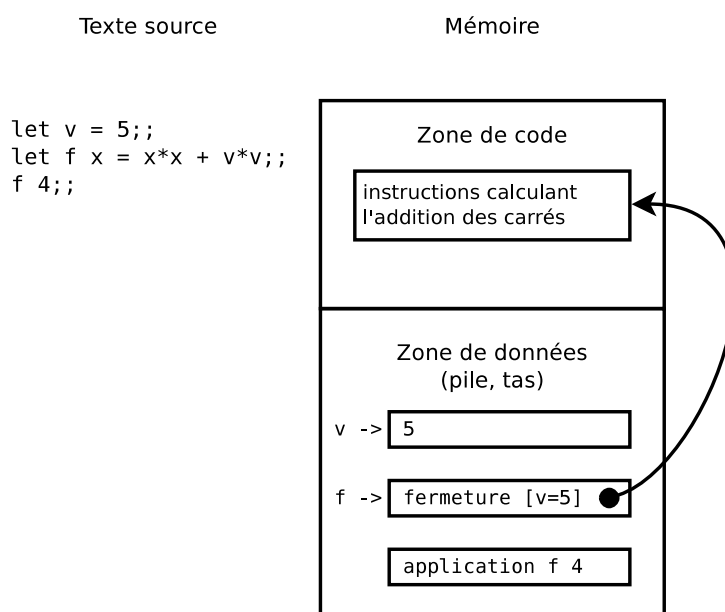 Texte source
Mémoire
let v = 5;;
let f x = x*x + v*v;;
f 4;;
Zone de code
instructions calculant
l'addition des carrés
Zone de données
(pile, tas)
v -> 5
f -> fermeture [v=5]
application f 4